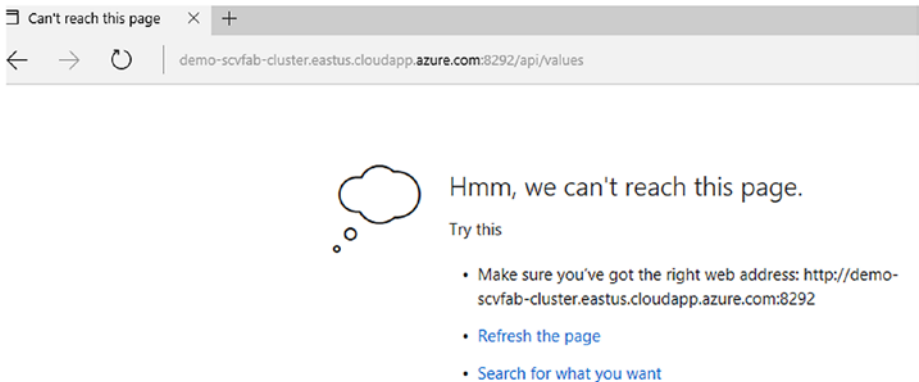 Can't reach this page
demo-scvfab-cluster.eastus.cloudapp.azure.com:8292/api/values
Hmm, we can't reach this page.
Try this
• Make sure you've got the right web address: http://demo-
scvfab-cluster.eastus.cloudapp.azure.com:8292
• Refresh the page
• Search for what you want